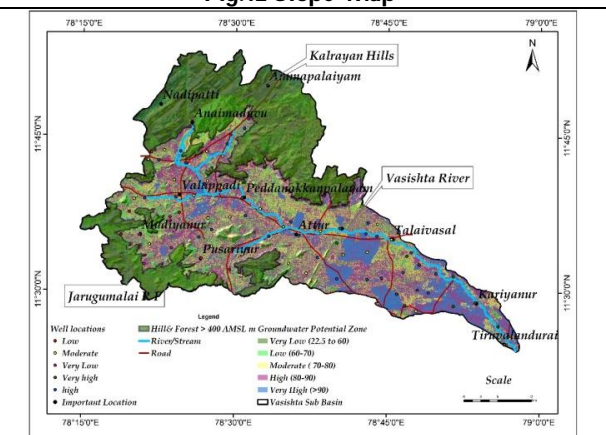 Fig.12 Slope Map
78°15'0"E 78°30'0"E 78°45'0"E 79°0'0"E
N
Kalrayan Hills
Ammapalaiyam
Nadipatti
Anaimaduvu
11°45'0"N 11°45'0"N
Vasishta River
Valappadi Peddanakkanpalayam
Madiyanur Attur Talaivasal
Pusariyur
11°30'0"N 11°30'0"N
Jarugumalai R F
Kariyanur
Tiruvalandurai
Legend
Well locations Hill& Forest > 400 AMSL m Groundwater Potential Zone
Low River/Stream Very Low (22.5 to 60)
Moderate Road Low (60-70)
Very Low Moderate ( 70-80)
Very high High (80-90)
high Very High (>90)
Important Location Vasishta Sub Basin
Scale
78°15'0"E 78°30'0"E 78°45'0"E 79°0'0"E